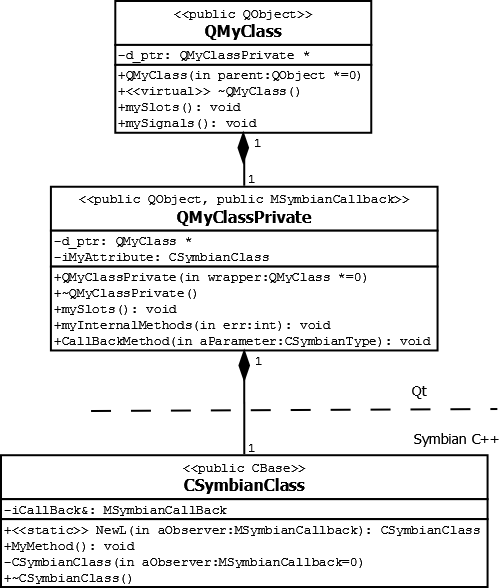 <<public QObject>>
QMyClass
-d_ptr: QMyClassPrivate *
+QMyClass(in parent:QObject *=0)
+<<virtual>> ~QMyClass()
+mySlots(): void
+mySignals(): void
1
1
<<public QObject, public MSymbianCallback>>
QMyClassPrivate
-d_ptr: QMyClass *
-iMyAttribute: CSymbianClass
+QMyClassPrivate(in wrapper:QMyClass *=0)
+~QMyClassPrivate()
+mySlots(): void
+myInternalMethods(in err:int): void
+CallBackMethod(in aParameter:CSymbianType): void
1
Qt
Symbian C++
1
<<public CBase>>
CSymbianClass
-iCallBack&: MSymbianCallBack
+<<static>> NewL(in aObserver:MSymbianCallback): CSymbianClass
+MyMethod(): void
-CSymbianClass(in aObserver:MSymbianCallback=0)
+~CSymbianClass()